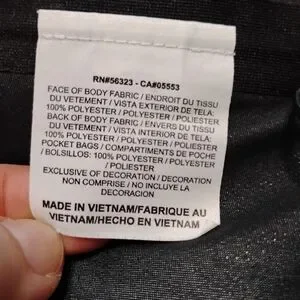 RN#56323 - CA#05553
FACE OF BODY FABRIC / ENDROIT DU TISSU
DU VETEMENT / VISTA EXTERIOR DE TELA:
100% POLYESTER / POLYESTER / POLIESTER
BACK OF BODY FABRIC / ENVERS DU TISSU
DU VETEMENT / VISTA INTERIOR DE TELA:
100% POLYESTER / POLYESTER / POLIESTER
POCKET BAGS / COMPARTIMENTS DE POCHE
/ BOLSILLOS: 100% POLYESTER / POLYESTER
/ POLIESTER
EXCLUSIVE OF DECORATION / DECORATION
NON COMPRISE / NO INCLUYE LA
DECORACION
MADE IN VIETNAM/FABRIQUE AU
VIETNAM/HECHO EN VIETNAM